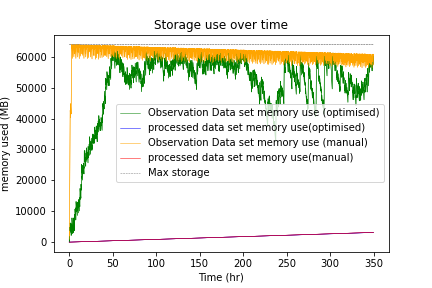 Storage use over time
memory used (MB)
60000
50000
40000
30000
20000
10000
0
Observation Data set memory use (optimised)
processed data set memory use(optimised)
Observation Data set memory use (manual)
processed data set memory use(manual)
Max storage
0 50 100 150 200 250 300 350
Time (hr)